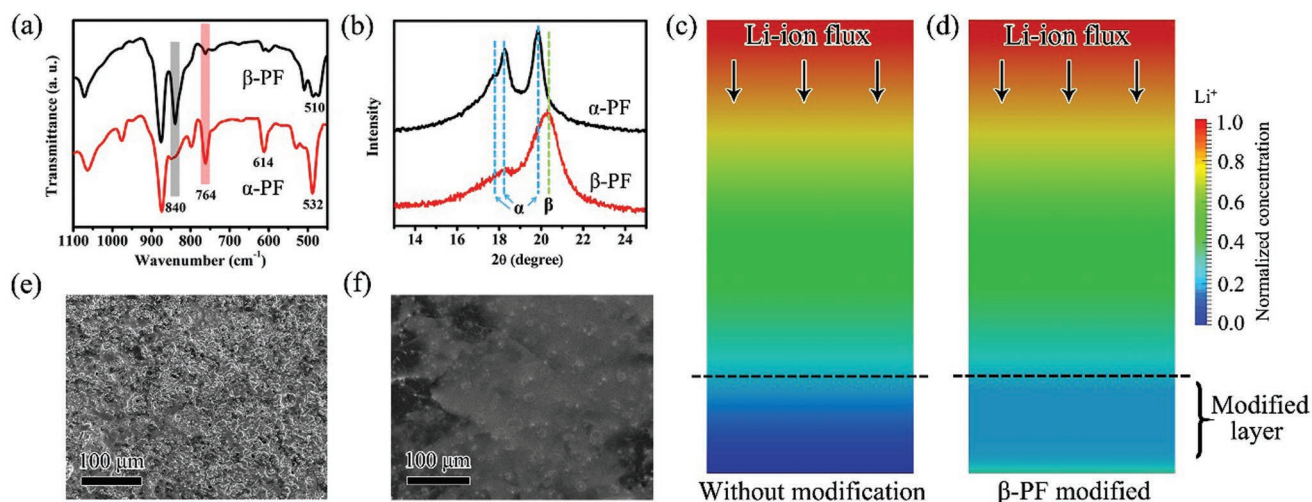 (a)
Transmittance (a. u.)
β-PF
510
α-PF
614
840
764
532
1100 1000 900 800 700 600 500
Wavenumber (cm-1)
(b)
Intensity
α-PF
β-PF
α
β
14 16 18 20 22 24
2θ (degree)
(c)
Li-ion flux
Without modification
(d)
Li-ion flux
Li+
1.0
0.8
0.6
0.4
0.2
0.0
Normalized concentration
Modified
layer
β-PF modified
(e)
100 μm
(f)
100 μm